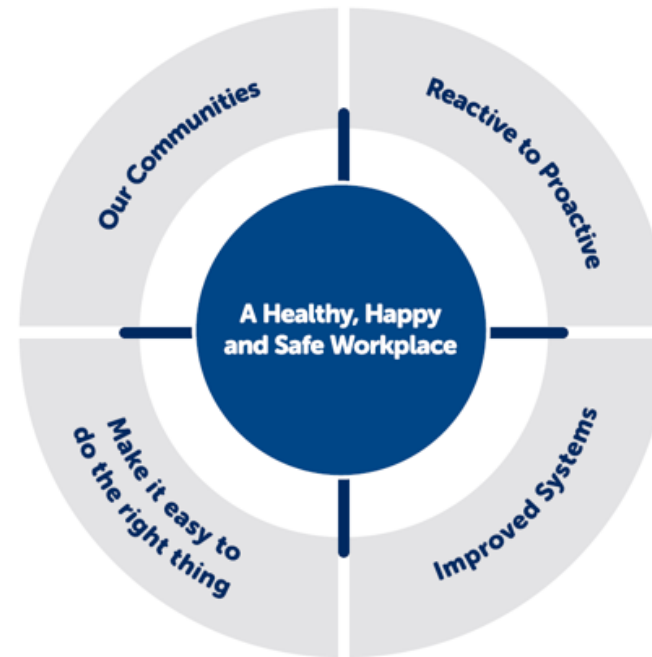 Our Communities
Reactive to Proactive
A Healthy, Happy
and Safe Workplace
Make it easy to
do the right thing
Improved Systems